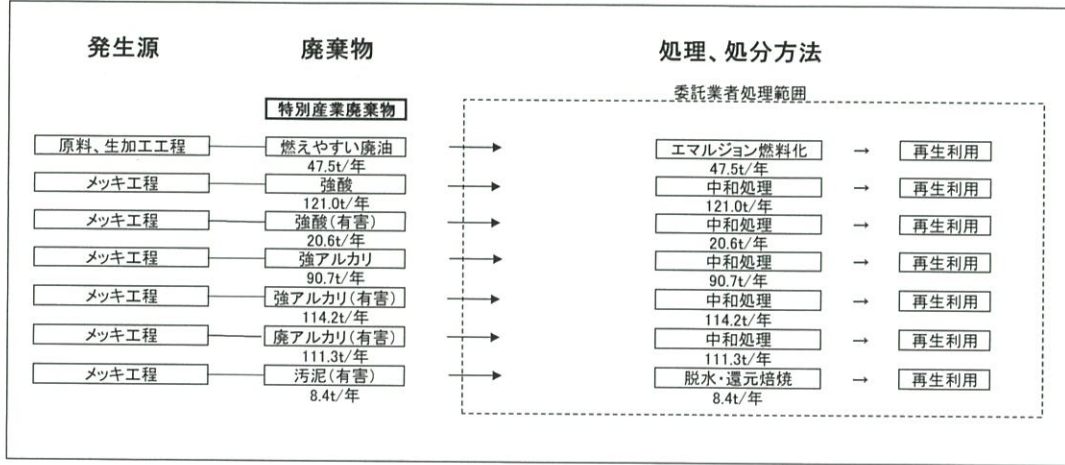 発生源 廃棄物 処理、処分方法
委託業者処理範囲
特別産業廃棄物
原料、生加工工程 燃えやすい廃油 → エマルジョン燃料化 → 再生利用
47.5t/年 47.5t/年
メッキ工程 強酸 → 中和処理 → 再生利用
121.0t/年 121.0t/年
メッキ工程 強酸(有害) → 中和処理 → 再生利用
20.6t/年 20.6t/年
メッキ工程 強アルカリ → 中和処理 → 再生利用
90.7t/年 90.7t/年
メッキ工程 強アルカリ(有害) → 中和処理 → 再生利用
114.2t/年 114.2t/年
メッキ工程 廃アルカリ(有害) → 中和処理 → 再生利用
111.3t/年 111.3t/年
メッキ工程 汚泥(有害) → 脱水・還元焙焼 → 再生利用
8.4t/年 8.4t/年